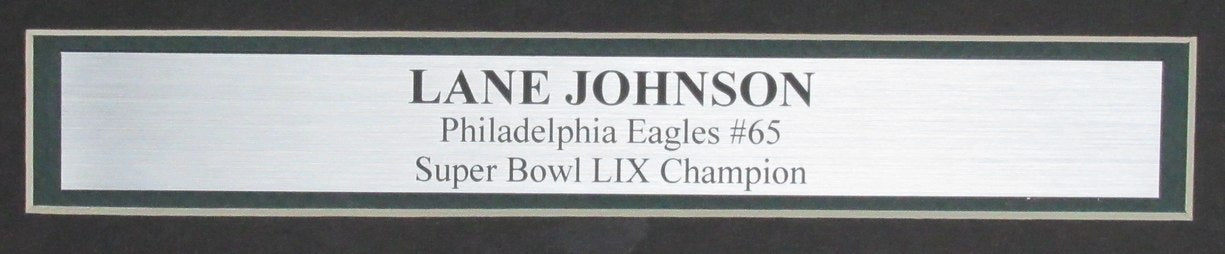 LANE JOHNSON
Philadelphia Eagles #65
Super Bowl LIX Champion